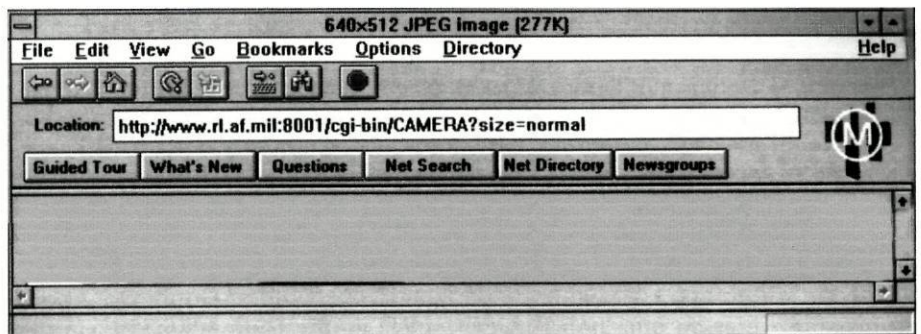 640x512 JPEG image (277K)
File Edit View Go Bookmarks Options Directory Help
Location: http://www.rl.af.mil:8001/cgi-bin/CAMERA?size=normal
M
Guided Tour What's New Questions Net Search Net Directory Newsgroups